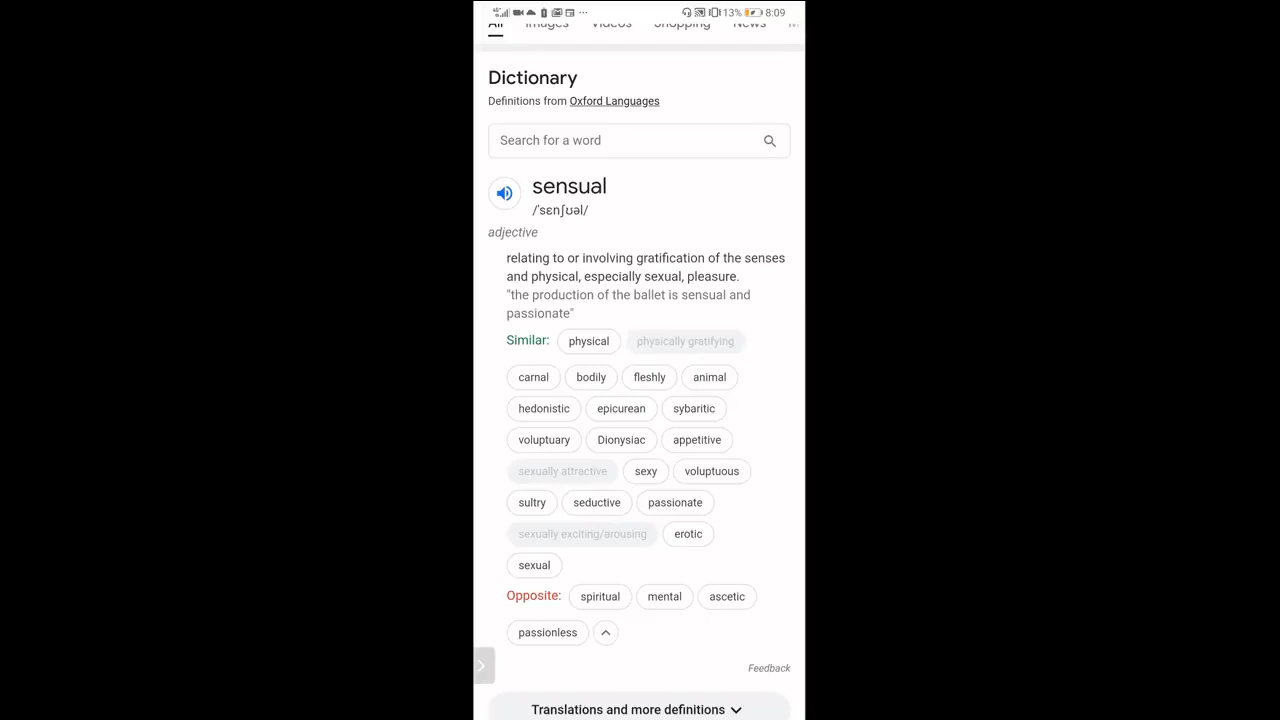 13% 8:09
All Images Videos Shopping News
Dictionary
Definitions from Oxford Languages
Search for a word
sensual
/ˈsɛnʃʊəl/
adjective
relating to or involving gratification of the senses
and physical, especially sexual, pleasure.
"the production of the ballet is sensual and
passionate"
Similar: physical physically gratifying
carnal bodily fleshly animal
hedonistic epicurean sybaritic
voluptuary Dionysiac appetitive
sexually attractive sexy voluptuous
sultry seductive passionate
sexually exciting/arousing erotic
sexual
Opposite: spiritual mental ascetic
passionless
Feedback
Translations and more definitions